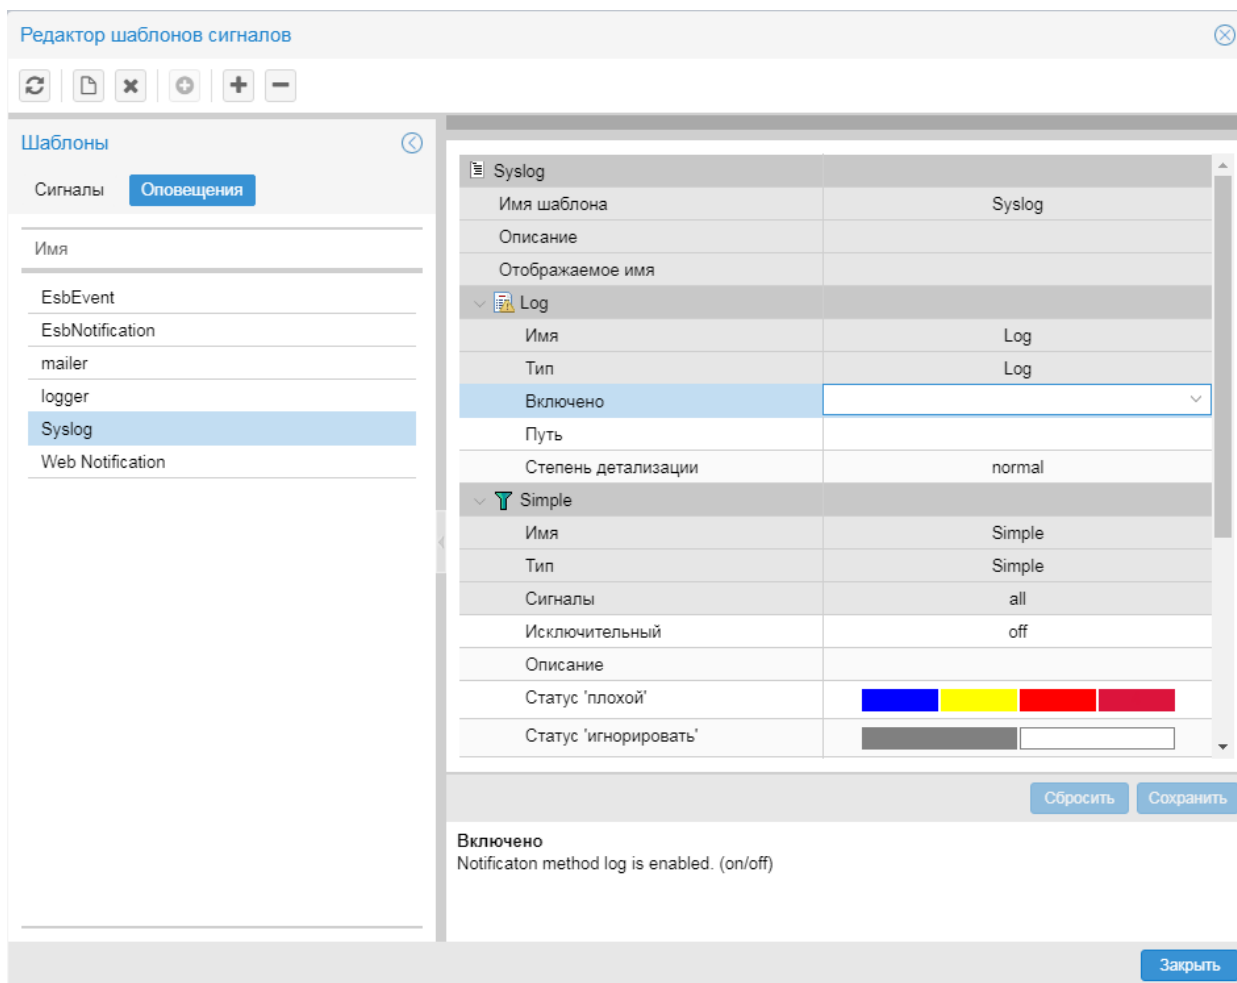 Редактор шаблонов сигналов
Шаблоны
Сигналы Оповещения
Имя
EsbEvent
EsbNotification
mailer
logger
Syslog
Web Notification
Syslog
Имя шаблона Syslog
Описание
Отображаемое имя
Log
Имя Log
Тип Log
Включено
Путь
Степень детализации normal
Simple
Имя Simple
Тип Simple
Сигналы all
Исключительный off
Описание
Статус 'плохой'
Статус 'игнорировать'
Сбросить Сохранить
Включено
Notificaton method log is enabled. (on/off)
Закрыть